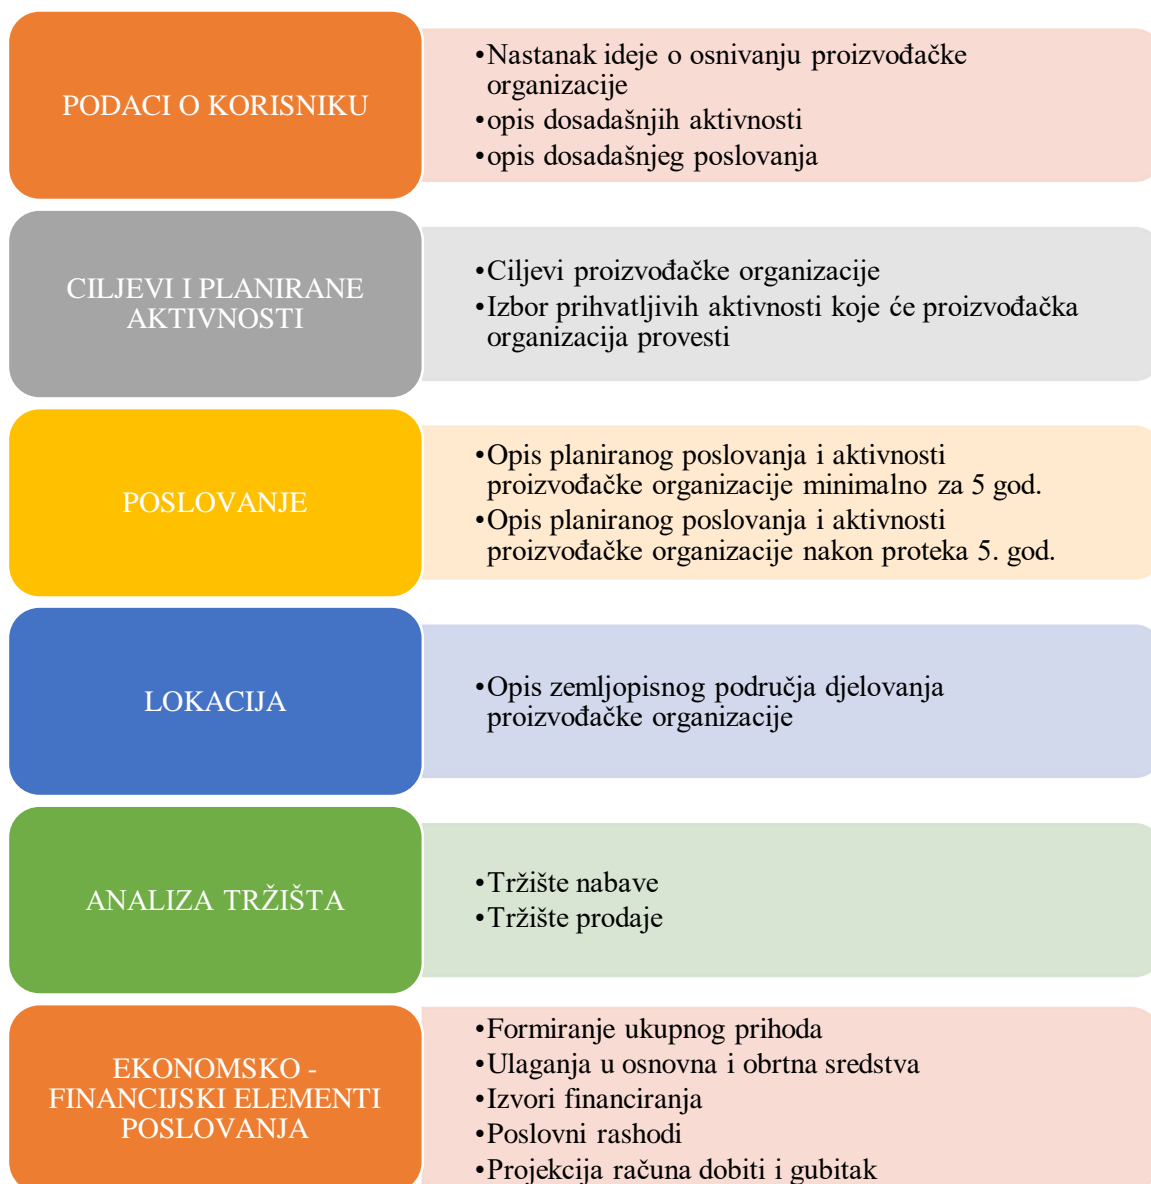 PODACI O KORISNIKU
•Nastanak ideje o osnivanju proizvođačke
organizacije
•opis dosadašnjih aktivnosti
•opis dosadašnjeg poslovanja
CILJEVI I PLANIRANE
AKTIVNOSTI
•Ciljevi proizvođačke organizacije
•Izbor prihvatljivih aktivnosti koje će proizvođačka
organizacija provesti
POSLOVANJE
•Opis planiranog poslovanja i aktivnosti
proizvođačke organizacije minimalno za 5 god.
•Opis planiranog poslovanja i aktivnosti
proizvođačke organizacije nakon proteka 5. god.
LOKACIJA
•Opis zemljopisnog područja djelovanja
proizvođačke organizacije
ANALIZA TRŽIŠTA
•Tržište nabave
•Tržište prodaje
EKONOMSKO -
FINANCIJSKI ELEMENTI
POSLOVANJA
•Formiranje ukupnog prihoda
•Ulaganja u osnovna i obrtna sredstva
•Izvori financiranja
•Poslovni rashodi
•Projekcija računa dobiti i gubitak